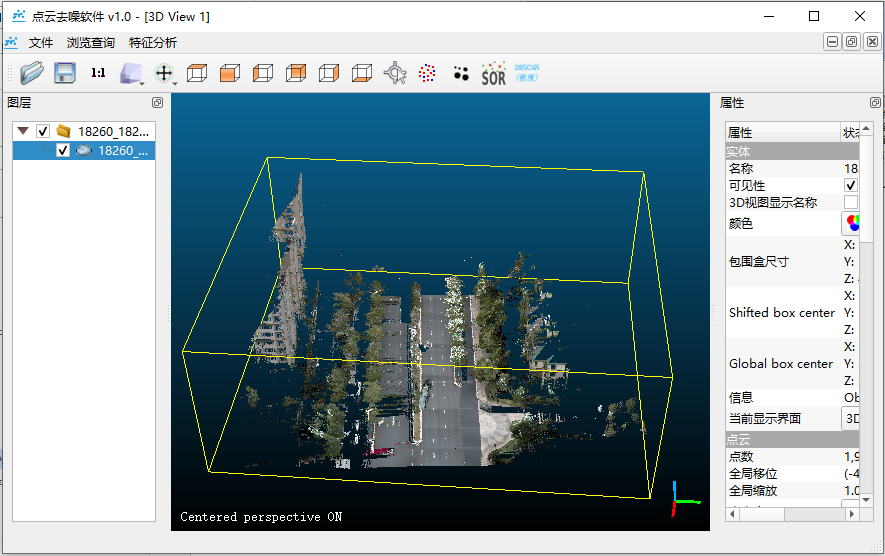 点云去噪软件 v1.0 - [3D View 1]
文件 浏览查询 特征分析
1:1
SOR
DBSCAN
(密度)
图层
18260_182...
18260_...
Centered perspective ON
属性
属性 状态
实体
名称 18.
可见性
3D视图显示名称
颜色
包围盒尺寸
X:
Y:
Z:
Shifted box center
X:
Y:
Z:
Global box center
X:
Y:
Z:
信息 Ob
当前显示界面 3D
点云
点数 1,9
全局移位 (-4
全局缩放 1.0